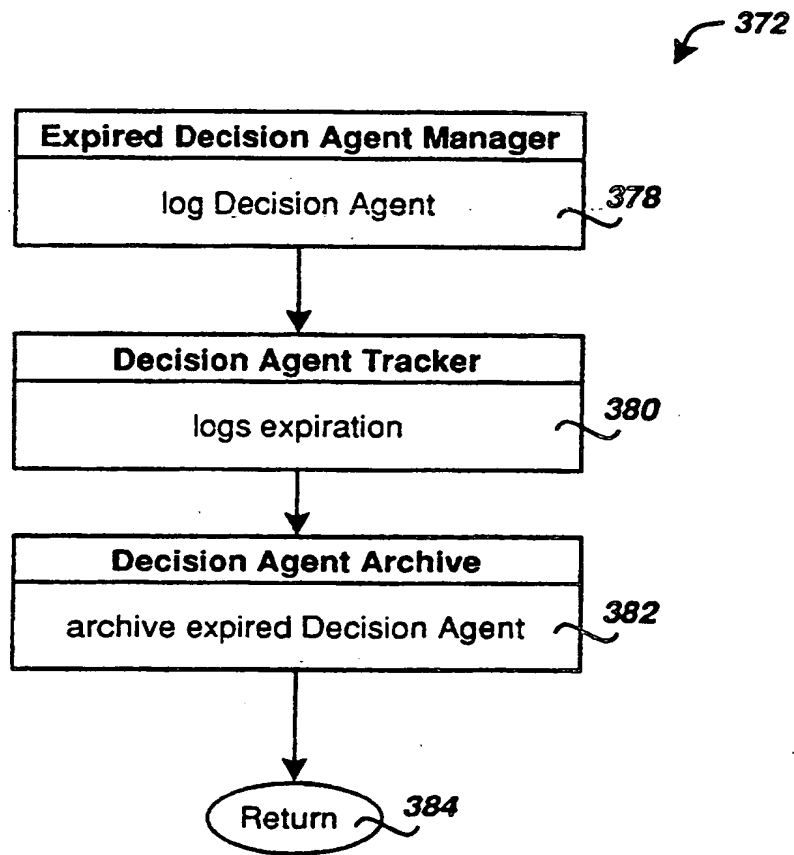 372
Expired Decision Agent Manager
log Decision Agent
378
Decision Agent Tracker
logs expiration
380
Decision Agent Archive
archive expired Decision Agent
382
Return
384